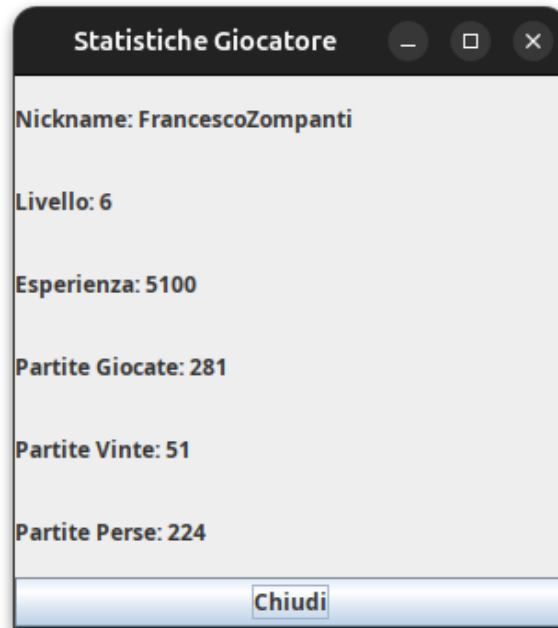 Statistiche Giocatore
Nickname: FrancescoZompanti
Livello: 6
Esperienza: 5100
Partite Giocate: 281
Partite Vinte: 51
Partite Perse: 224
Chiudi